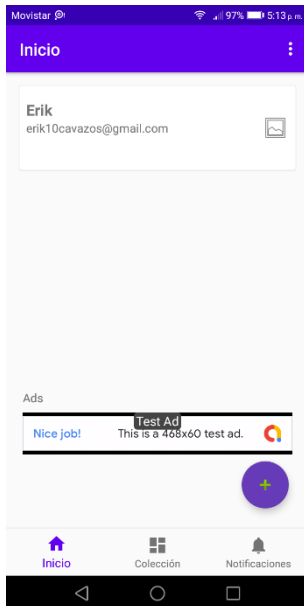 Movistar 97% 5:13 p. m.
Inicio
Erik
erik10cavazos@gmail.com
Ads
Test Ad
Nice job! This is a 468x60 test ad.
+
Inicio Colección Notificaciones